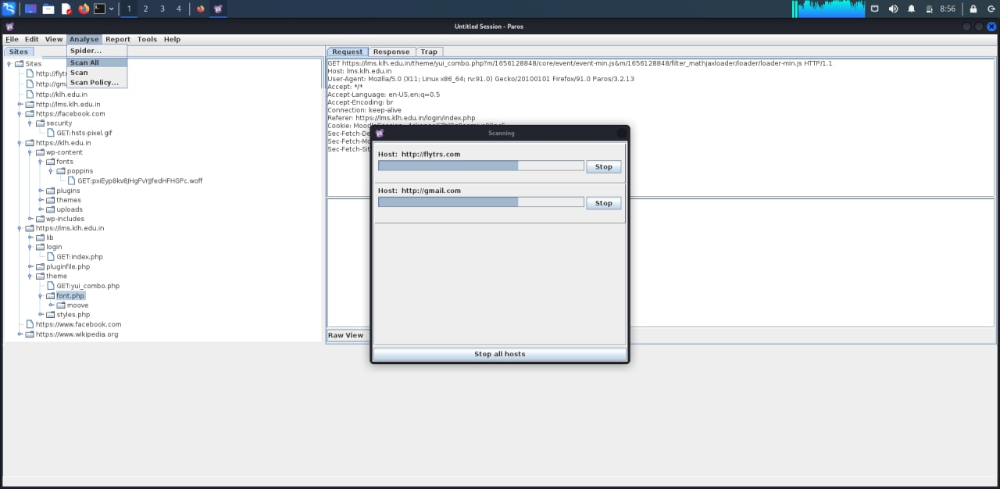 1 2 3 4
8:56
Untitled Session - Paros
File Edit View Analyse Report Tools Help
Spider...
Scan All
Scan
Scan Policy...
Sites
Sites
http://flytr
http://gma
http://klh.edu.in
http://lms.klh.edu.in
https://facebook.com
security
GET:hsts-pixel.gif
https://klh.edu.in
wp-content
fonts
poppins
GET:pxiEyp8kv8JHgFVrJJfedHFHGPc.woff
plugins
themes
uploads
wp-includes
https://lms.klh.edu.in
lib
login
GET:index.php
pluginfile.php
theme
GET:yui_combo.php
font.php
moove
styles.php
https://www.facebook.com
https://www.wikipedia.org
Request Response Trap
GET https://lms.klh.edu.in/theme/yui_combo.php?m/1656128848/core/event/event-min.js&m/1656128848/filter_mathjaxloader/loader/loader-min.js HTTP/1.1
Host: lms.klh.edu.in
User-Agent: Mozilla/5.0 (X11; Linux x86_64; rv:91.0) Gecko/20100101 Firefox/91.0 Paros/3.2.13
Accept: */*
Accept-Language: en-US,en;q=0.5
Accept-Encoding: br
Connection: keep-alive
Referer: https://lms.klh.edu.in/login/index.php
Cookie:
Sec-Fetch-De
Sec-Fetch-Mo
Sec-Fetch-Sit
Raw View
Scanning
Host: http://flytrs.com
Stop
Host: http://gmail.com
Stop
Stop all hosts